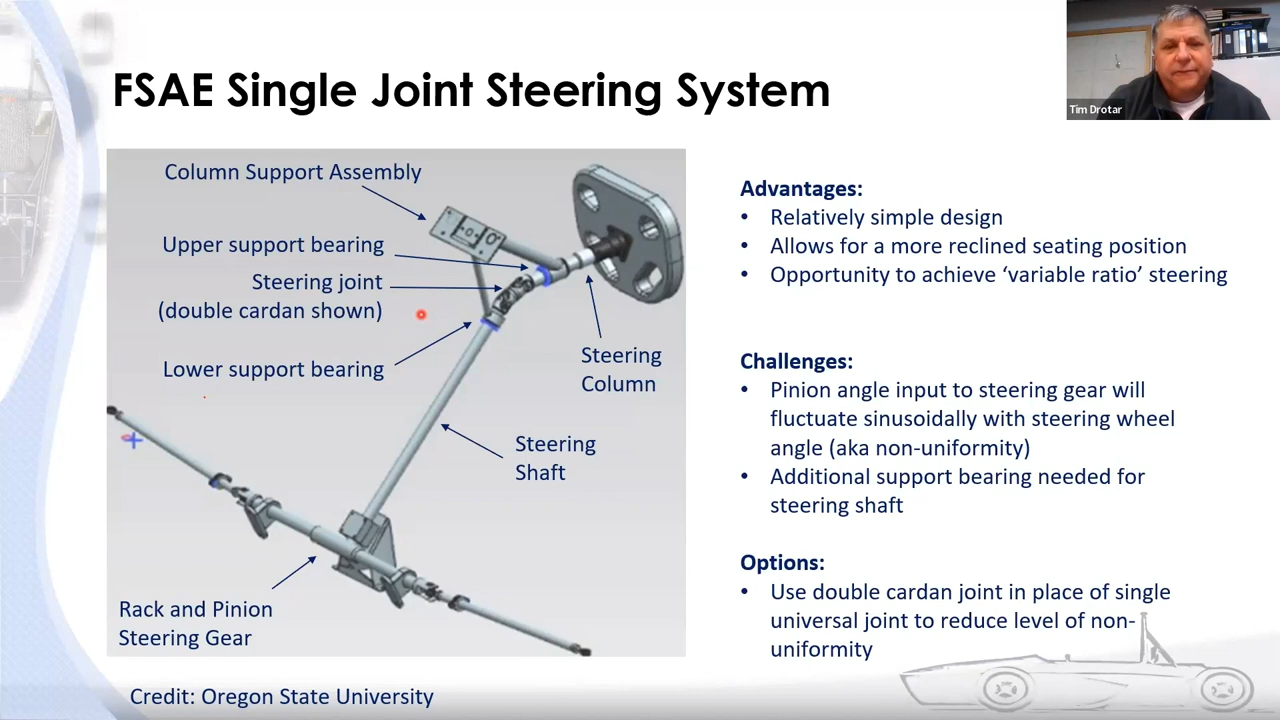 FSAE Single Joint Steering System
Tim Drotar
Column Support Assembly
Upper support bearing
Steering joint
(double cardan shown)
Lower support bearing
Steering
Column
Steering
Shaft
Rack and Pinion
Steering Gear
Credit: Oregon State University
Advantages:
• Relatively simple design
• Allows for a more reclined seating position
• Opportunity to achieve ‘variable ratio’ steering
Challenges:
• Pinion angle input to steering gear will
fluctuate sinusoidally with steering wheel
angle (aka non-uniformity)
• Additional support bearing needed for
steering shaft
Options:
• Use double cardan joint in place of single
universal joint to reduce level of non-
uniformity